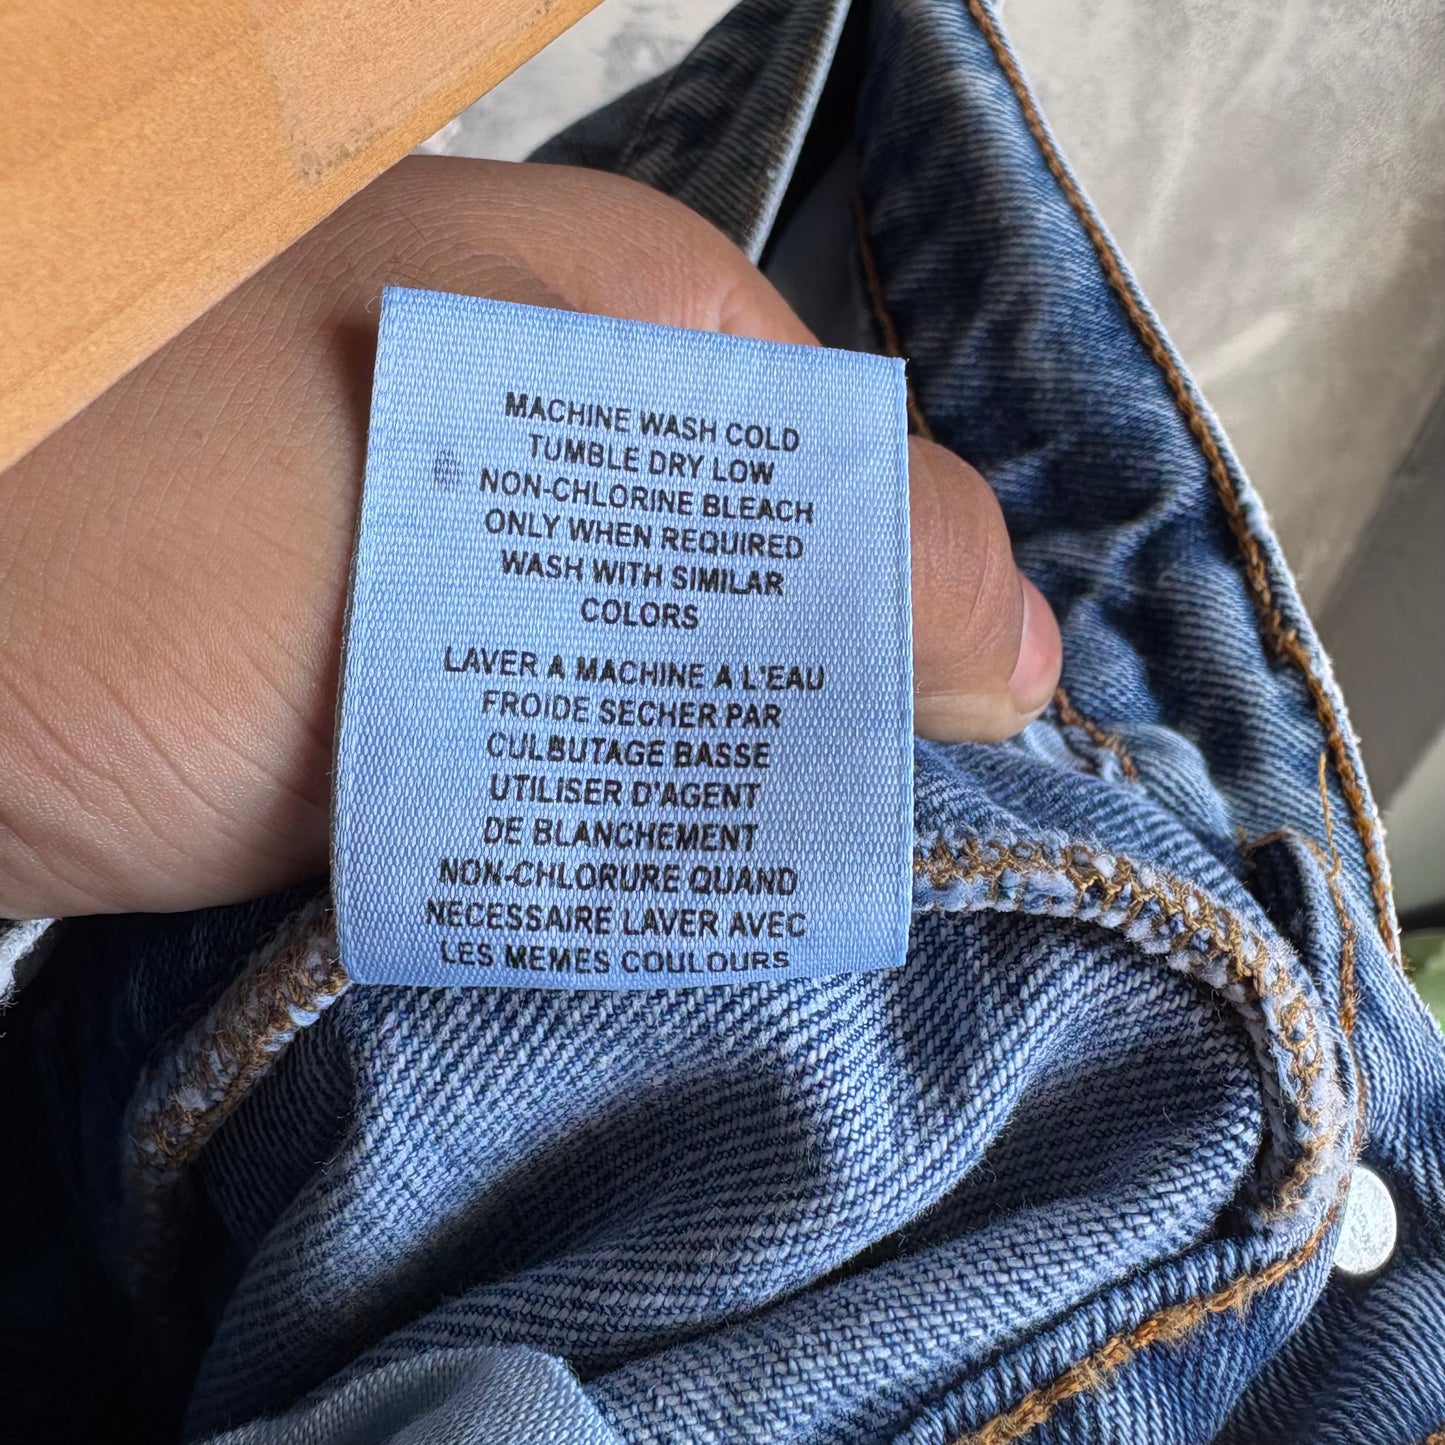 MACHINE WASH COLD
TUMBLE DRY LOW
NON-CHLORINE BLEACH
ONLY WHEN REQUIRED
WASH WITH SIMILAR
COLORS
LAVER A MACHINE A L'EAU
FROIDE SECHER PAR
CULBUTAGE BASSE
UTILISER D'AGENT
DE BLANCHEMENT
NON-CHLORURE QUAND
NECESSAIRE LAVER AVEC
LES MEMES COULOURS